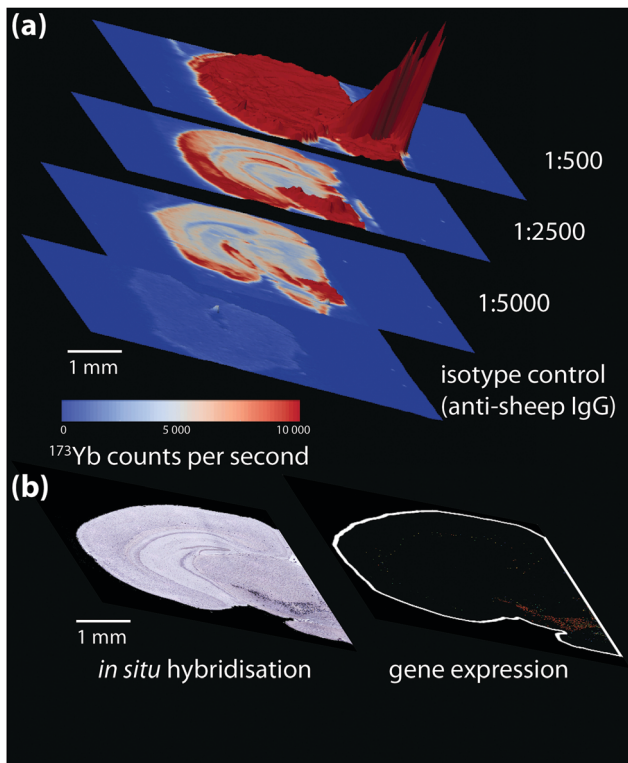 (a)
1:500
1:2500
1:5000
isotype control
(anti-sheep IgG)
1 mm
0 5 000 10 000
¹⁷³Yb counts per second
(b)
1 mm
in situ hybridisation
gene expression